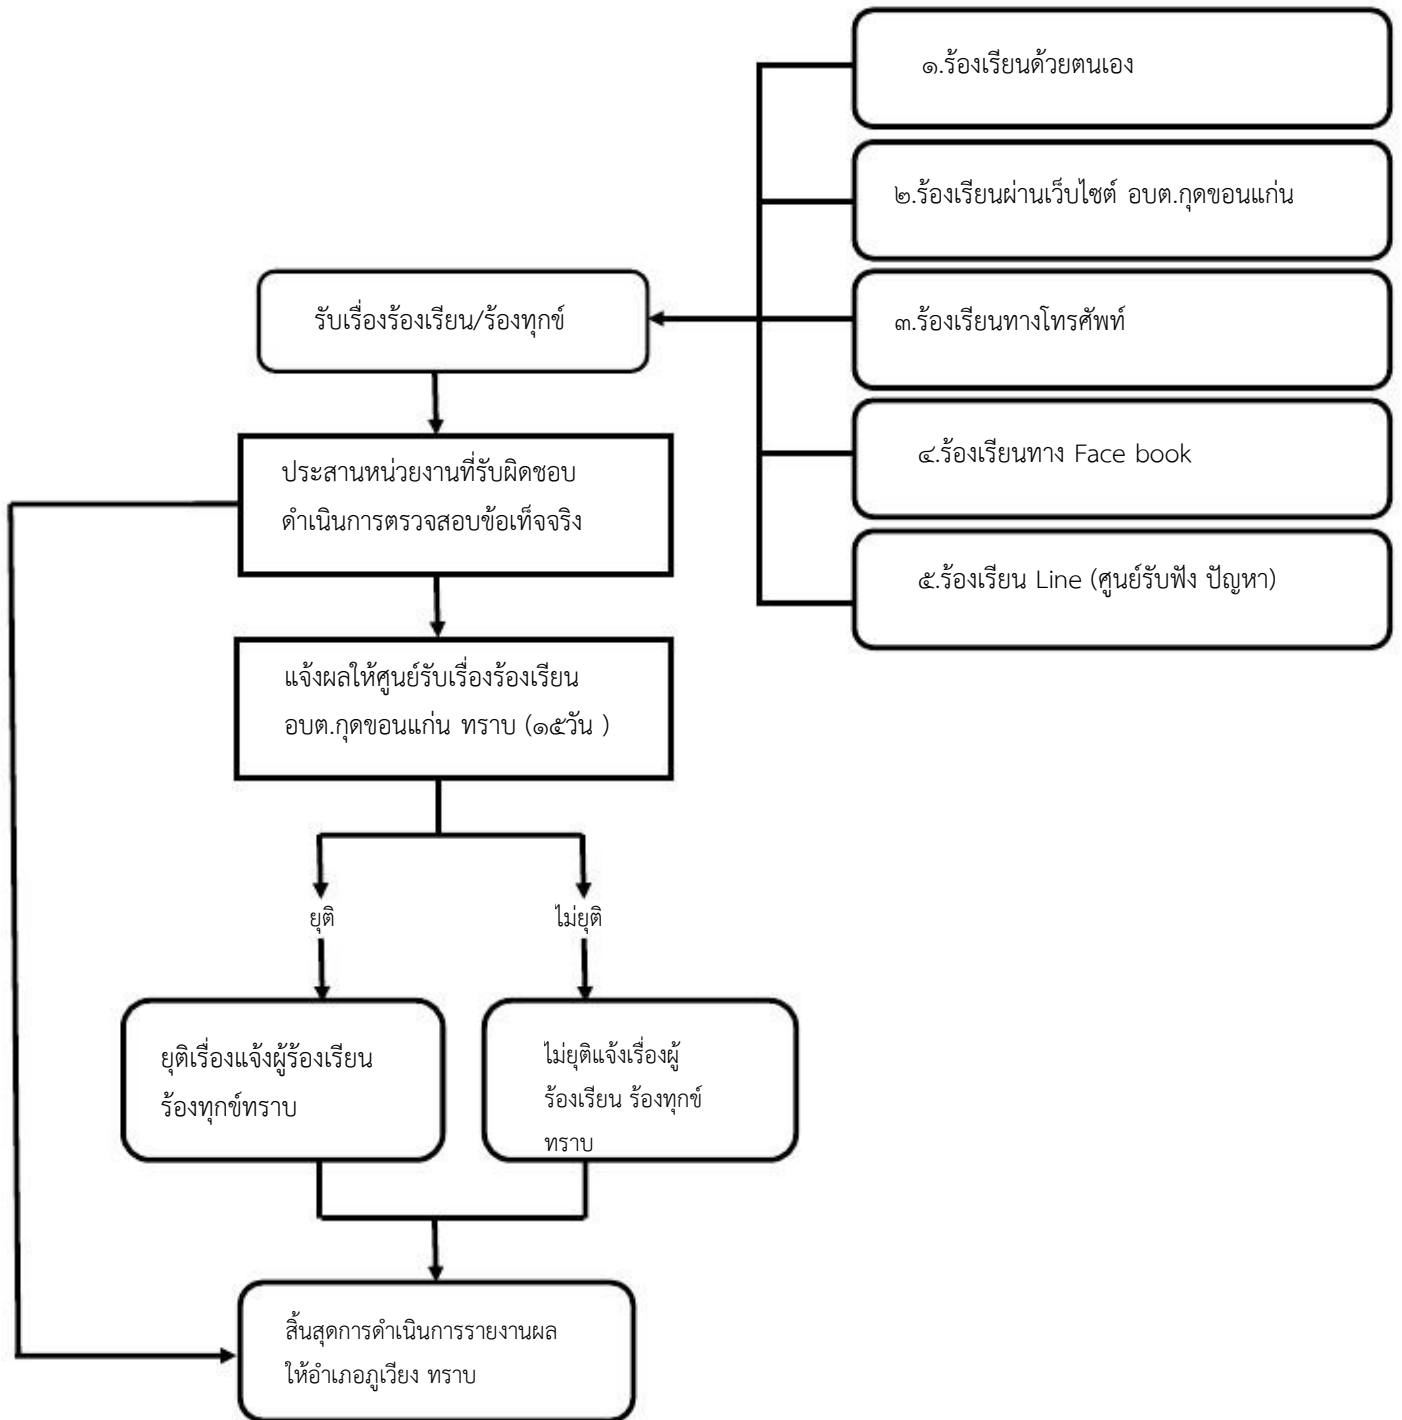 ๑.ร้องเรียนด้วยตนเอง
๒.ร้องเรียนผ่านเว็บไซต์ อบต.กุดขอนแก่น
รับเรื่องร้องเรียน/ร้องทุกข์
๓.ร้องเรียนทางโทรศัพท์
ประสานหน่วยงานที่รับผิดชอบ
ดำเนินการตรวจสอบข้อเท็จจริง
๔.ร้องเรียนทาง Face book
๕.ร้องเรียน Line (ศูนย์รับฟัง ปัญหา)
แจ้งผลให้ศูนย์รับเรื่องร้องเรียน
อบต.กุดขอนแก่น ทราบ (๑๕วัน )
ยุติ
ไม่ยุติ
ยุติเรื่องแจ้งผู้ร้องเรียน
ร้องทุกข์ทราบ
ไม่ยุติแจ้งเรื่องผู้
ร้องเรียน ร้องทุกข์
ทราบ
สิ้นสุดการดำเนินการรายงานผล
ให้อำเภอภูเวียง ทราบ